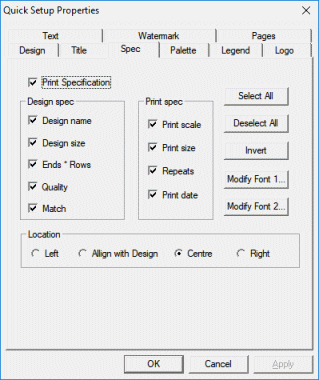 Quick Setup Properties
Text Watermark Pages
Design Title Spec Palette Legend Logo
Print Specification
Design spec
Design name
Design size
Ends * Rows
Quality
Match
Print spec
Print scale
Print size
Repeats
Print date
Select All
Deselect All
Invert
Modify Font 1...
Modify Font 2...
Location
Left Allign with Design Centre Right
OK Cancel Apply